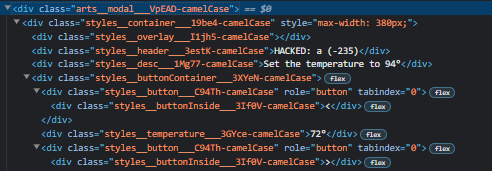 <div class="arts__modal___VpEAD-camelCase"> == $0
<div class="styles__container___19be4-camelCase" style="max-width: 380px;">
<div class="styles__overlay___I1jh5-camelCase"></div>
<div class="styles__header___3estK-camelCase">HACKED: a (-235)</div>
<div class="styles__desc___1Mg77-camelCase">Set the temperature to 94°</div>
<div class="styles__buttonContainer___3XYeN-camelCase"> flex
<div class="styles__button___C94Th-camelCase" role="button" tabindex="0"> flex
<div class="styles__buttonInside___3If0V-camelCase"><</div> flex
</div>
<div class="styles__temperature___3GYce-camelCase">72°</div> flex
<div class="styles__button___C94Th-camelCase" role="button" tabindex="0"> flex
<div class="styles__buttonInside___3If0V-camelCase">></div> flex